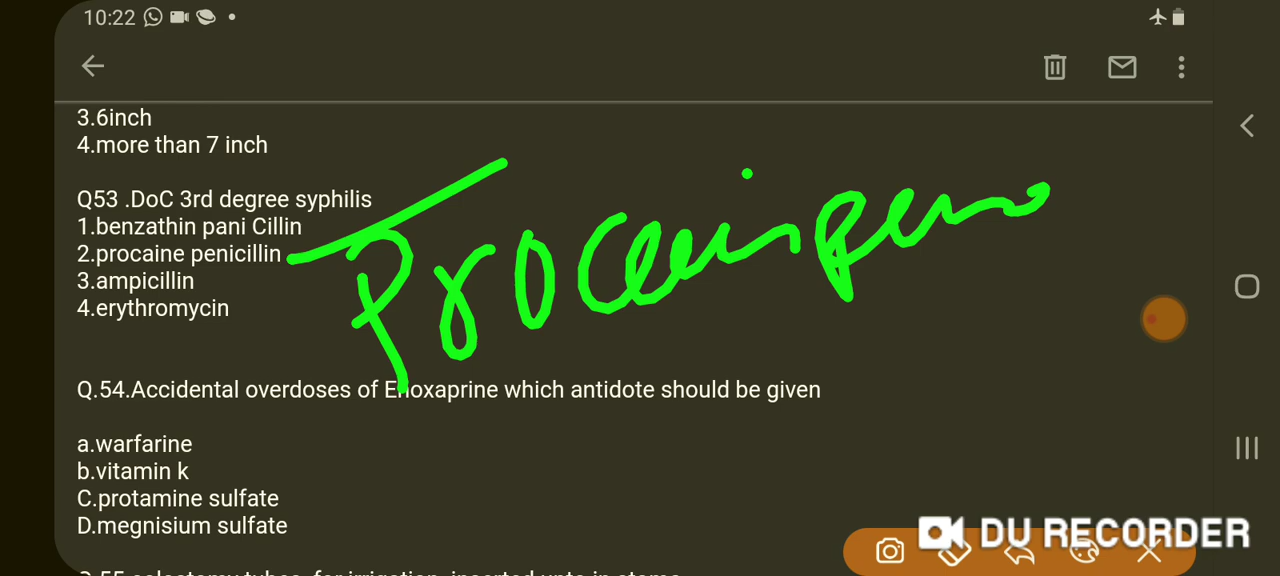 10:22
3.6inch
4.more than 7 inch
Q53 .DoC 3rd degree syphilis
1.benzathin pani Cillin
2.procaine penicillin
3.ampicillin
4.erythromycin
Procainpen
Q.54.Accidental overdoses of Enoxaprine which antidote should be given
a.warfarine
b.vitamin k
C.protamine sulfate
D.megnisium sulfate
DU RECORDER